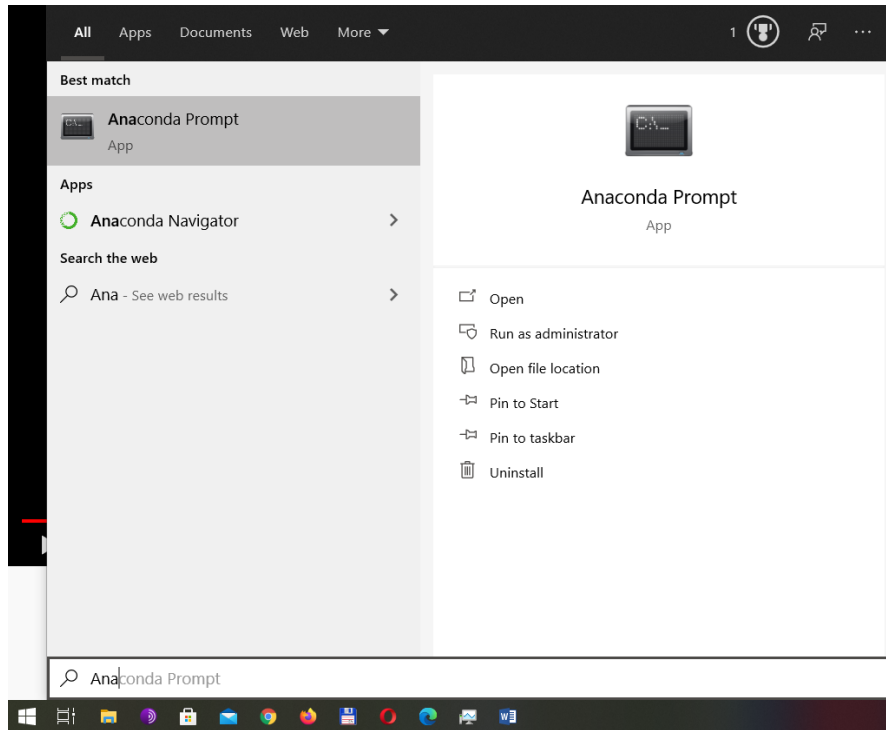 All Apps Documents Web More 1 ...
Best match
Anaconda Prompt
App
Apps
Anaconda Navigator
Search the web
Ana - See web results
C:\_
Anaconda Prompt
App
Open
Run as administrator
Open file location
Pin to Start
Pin to taskbar
Uninstall
Anaconda Prompt